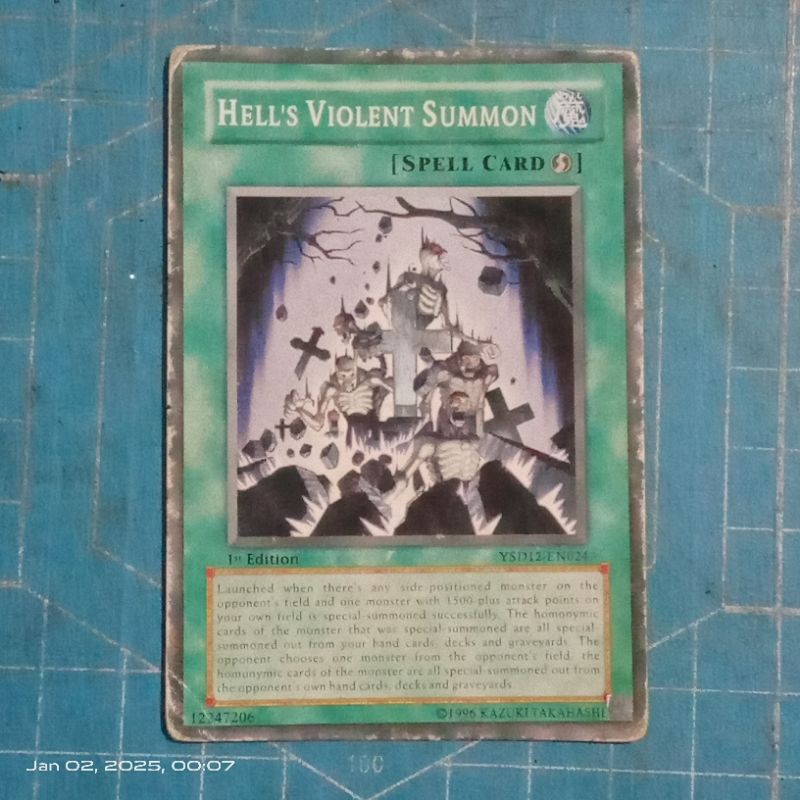 HELL'S VIOLENT SUMMON 魔
[SPELL CARD]
1st Edition YSD12-EN024
Launched when there's any side-positioned monster on the
opponent's field and one monster with 1500-plus attack points on
your own field is special-summoned successfully. The homonymic
cards of the monster that was special-summoned are all special-
summoned out from your hand cards, decks and graveyards. The
opponent chooses one monster from the opponent's field, the
homonymic cards of the monster are all special-summoned out from
the opponent's own hand cards, decks and graveyards.
12247206 ©1996 KAZUKI TAKAHASHI
Jan 02, 2025, 00:07
100